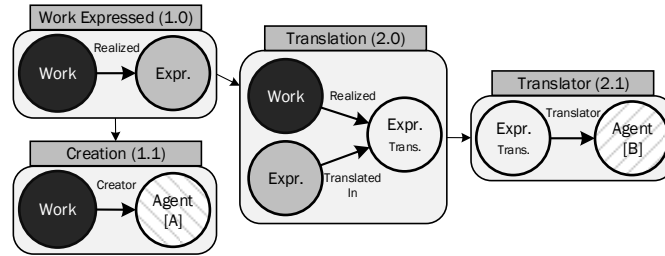 Work Expressed (1.0)
Work
Realized
Expr.
Creation (1.1)
Work
Creator
Agent
[A]
Translation (2.0)
Work
Realized
Expr.
Trans.
Expr.
Translated
In
Translator (2.1)
Expr.
Trans.
Translator
Agent
[B]